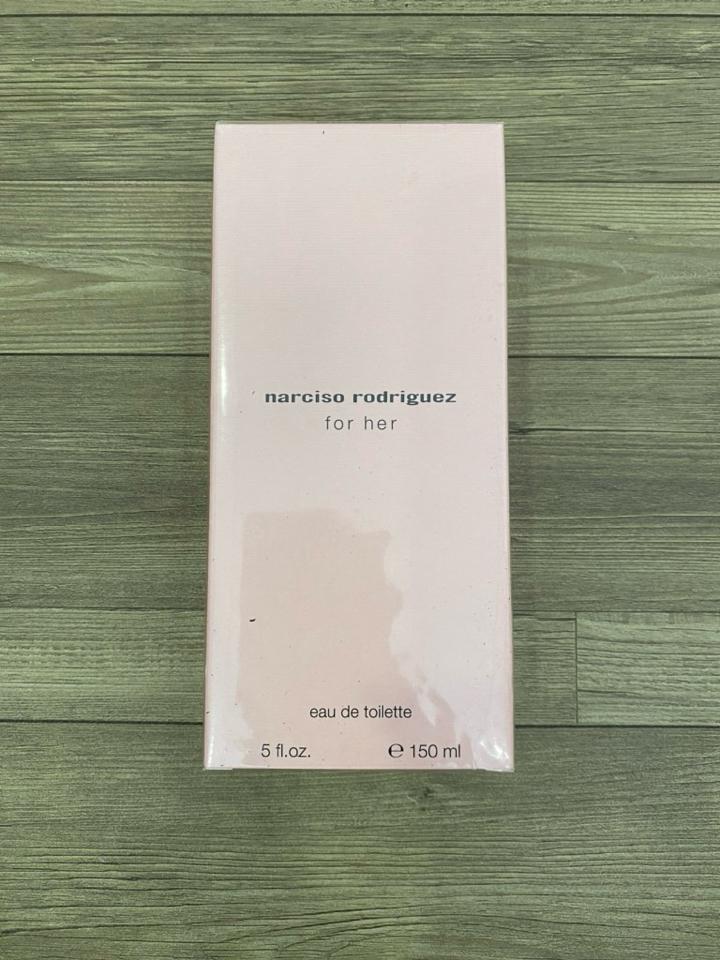 narciso rodriguez
for her
eau de toilette
5 fl.oz. ℮ 150 ml